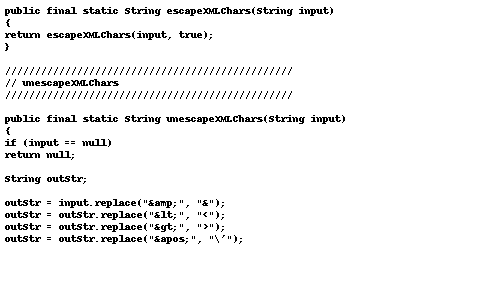 public final static String escapeXMLChars(String input)
{
return escapeXMLChars(input, true);
}
////////////////////////////////////////////////
// unescapeXMLChars
////////////////////////////////////////////////
public final static String unescapeXMLChars(String input)
{
if (input == null)
return null;
String outStr;
outStr = input.replace("&amp;", "&");
outStr = outStr.replace("&lt;", "<");
outStr = outStr.replace("&gt;", ">");
outStr = outStr.replace("&apos;", "\'");